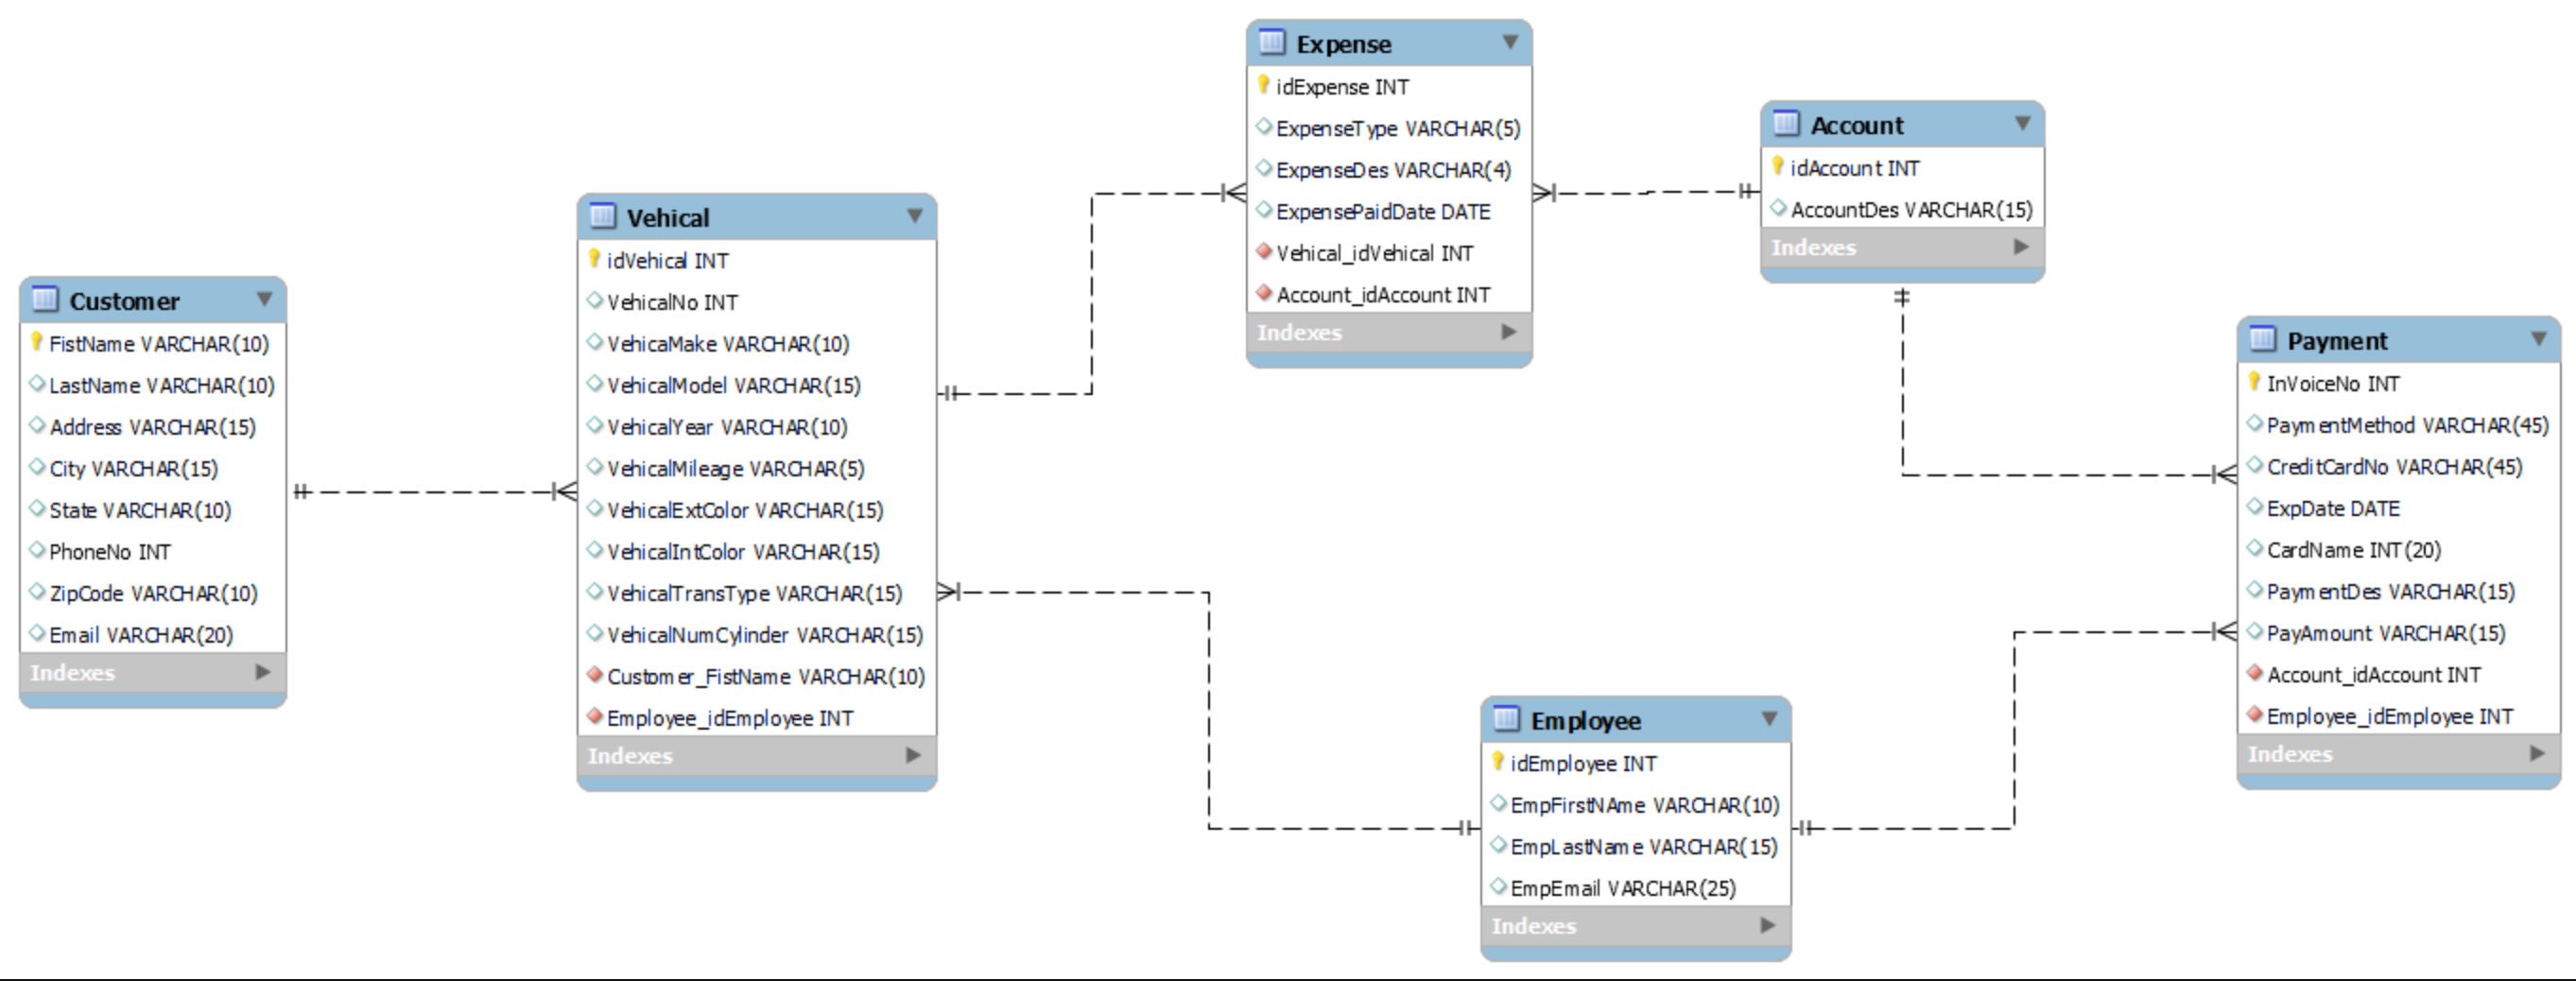 Customer
FistName VARCHAR(10)
LastName VARCHAR(10)
Address VARCHAR(15)
City VARCHAR(15)
State VARCHAR(10)
PhoneNo INT
ZipCode VARCHAR(10)
Email VARCHAR(20)
Indexes
Vehical
idVehical INT
VehicalNo INT
VehicaMake VARCHAR(10)
VehicalModel VARCHAR(15)
VehicalYear VARCHAR(10)
VehicalMileage VARCHAR(5)
VehicalExtColor VARCHAR(15)
VehicalIntColor VARCHAR(15)
VehicalTransType VARCHAR(15)
VehicalNumCylinder VARCHAR(15)
Customer_FistName VARCHAR(10)
Employee_idEmployee INT
Indexes
Expense
idExpense INT
ExpenseType VARCHAR(5)
ExpenseDes VARCHAR(4)
ExpensePaidDate DATE
Vehical_idVehical INT
Account_idAccount INT
Indexes
Account
idAccount INT
AccountDes VARCHAR(15)
Indexes
Employee
idEmployee INT
EmpFirstNAme VARCHAR(10)
EmpLastName VARCHAR(15)
EmpEmail VARCHAR(25)
Indexes
Payment
InVoiceNo INT
PaymentMethod VARCHAR(45)
CreditCardNo VARCHAR(45)
ExpDate DATE
CardName INT(20)
PaymentDes VARCHAR(15)
PayAmount VARCHAR(15)
Account_idAccount INT
Employee_idEmployee INT
Indexes